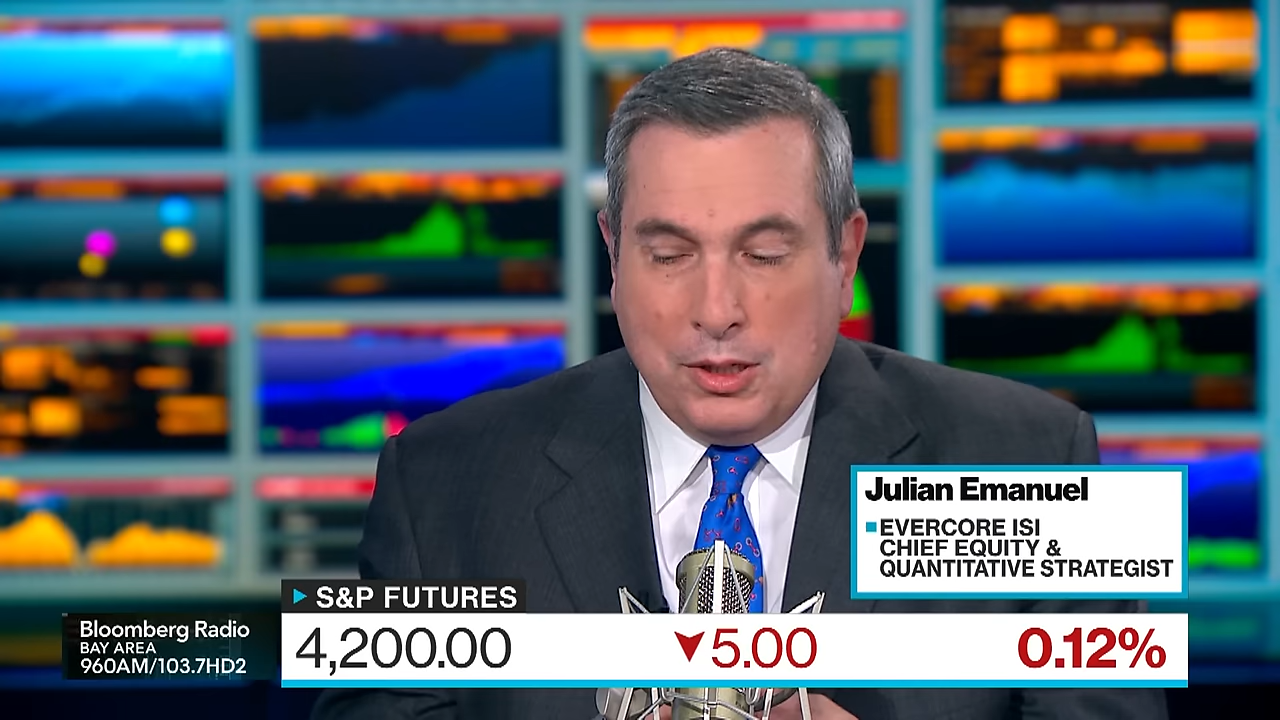 Julian Emanuel
EVERCORE ISI
CHIEF EQUITY &
QUANTITATIVE STRATEGIST
S&P FUTURES
4,200.00 ▼5.00 0.12%
Bloomberg Radio
BAY AREA
960AM/103.7HD2